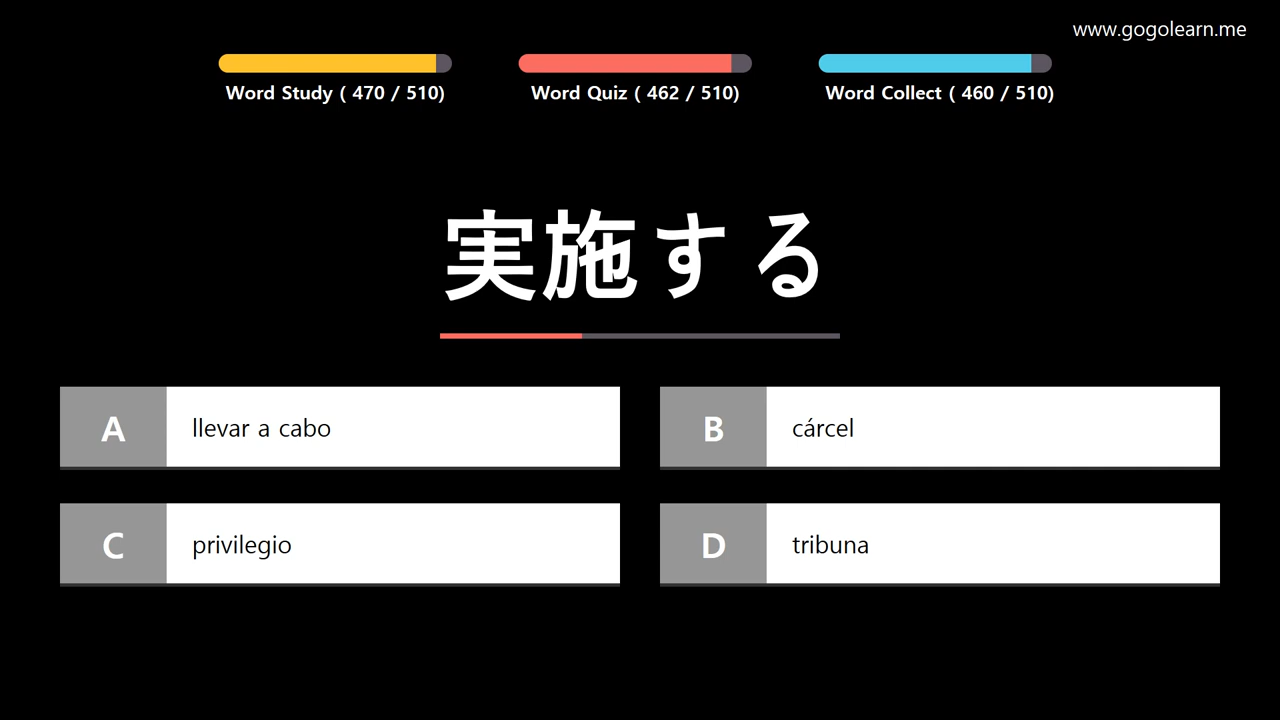 www.gogolearn.me
Word Study ( 470 / 510)
Word Quiz ( 462 / 510)
Word Collect ( 460 / 510)
実施する
A llevar a cabo
B cárcel
C privilegio
D tribuna